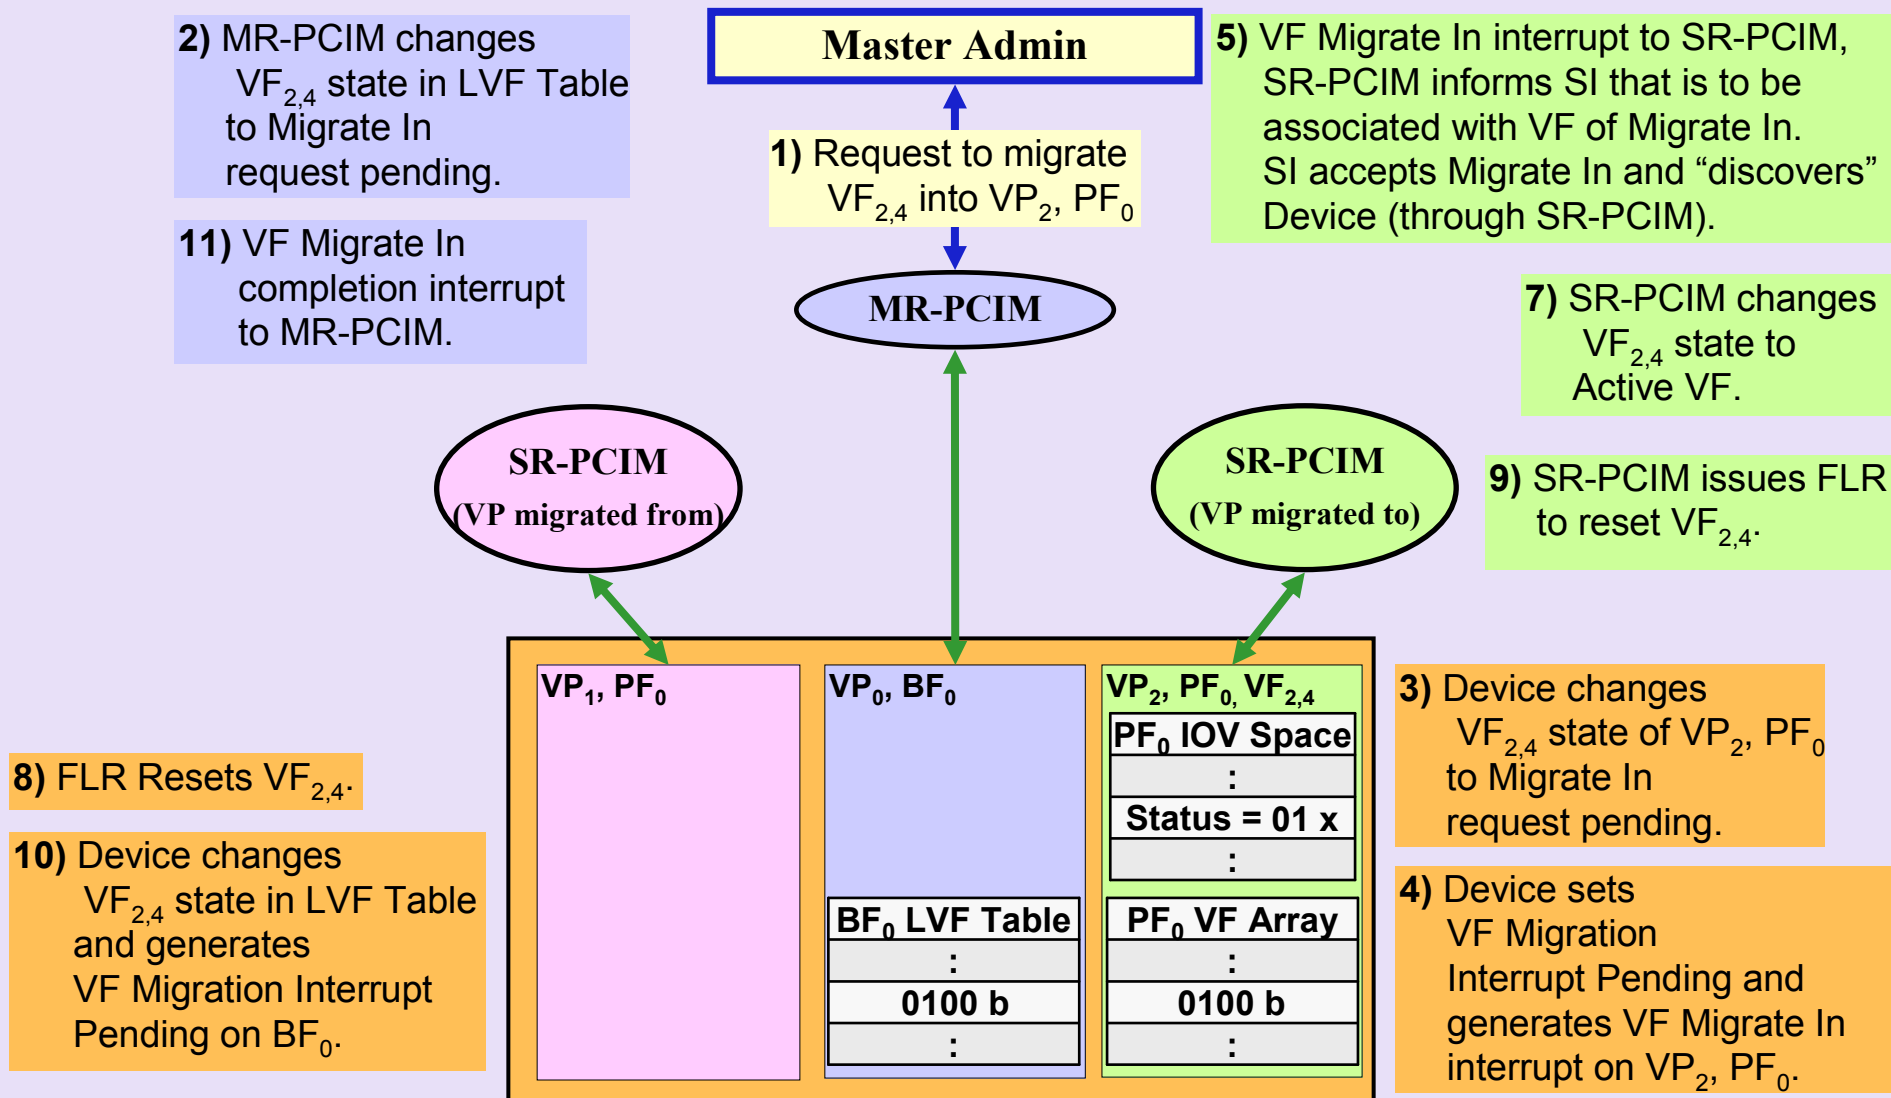 2) MR-PCIM changes
VF2,4 state in LVF Table
to Migrate In
request pending.
11) VF Migrate In
completion interrupt
to MR-PCIM.
Master Admin
1) Request to migrate
VF2,4 into VP2, PF0
MR-PCIM
5) VF Migrate In interrupt to SR-PCIM,
SR-PCIM informs SI that is to be
associated with VF of Migrate In.
SI accepts Migrate In and “discovers”
Device (through SR-PCIM).
7) SR-PCIM changes
VF2,4 state to
Active VF.
9) SR-PCIM issues FLR
to reset VF2,4.
SR-PCIM
(VP migrated from)
SR-PCIM
(VP migrated to)
8) FLR Resets VF2,4.
10) Device changes
VF2,4 state in LVF Table
and generates
VF Migration Interrupt
Pending on BF0.
VP1, PF0
VP0, BF0
BF0 LVF Table
:
0100 b
:
VP2, PF0, VF2,4
PF0 IOV Space
:
Status = 01 x
:
PF0 VF Array
:
0100 b
:
3) Device changes
VF2,4 state of VP2, PF0
to Migrate In
request pending.
4) Device sets
VF Migration
Interrupt Pending and
generates VF Migrate In
interrupt on VP2, PF0.